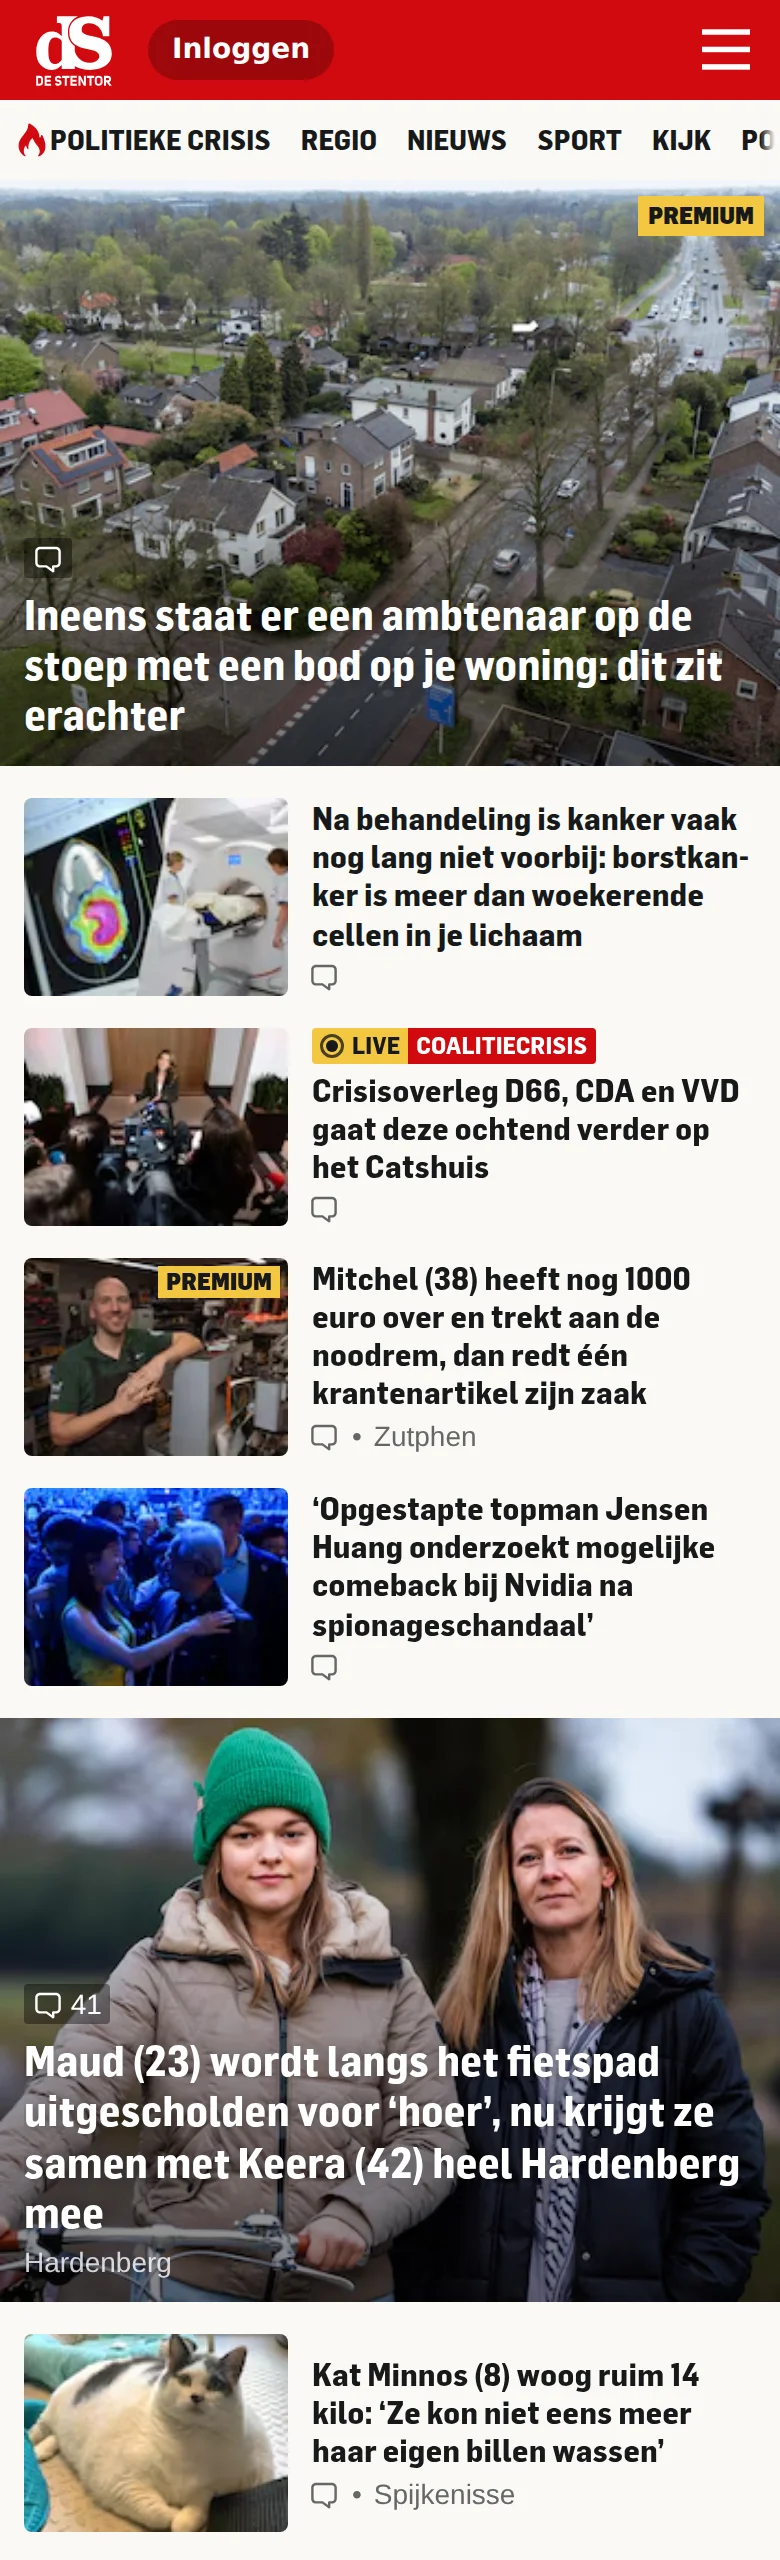 dS
DE STENTOR
Inloggen
POLITIEKE CRISIS REGIO NIEUWS SPORT KIJK PO
PREMIUM
Ineens staat er een ambtenaar op de
stoep met een bod op je woning: dit zit
erachter
Na behandeling is kanker vaak
nog lang niet voorbij: borstkan-
ker is meer dan woekerende
cellen in je lichaam
LIVE COALITIECRISIS
Crisisoverleg D66, CDA en VVD
gaat deze ochtend verder op
het Catshuis
PREMIUM
Mitchel (38) heeft nog 1000
euro over en trekt aan de
noodrem, dan redt één
krantenartikel zijn zaak
• Zutphen
‘Opgestapte topman Jensen
Huang onderzoekt mogelijke
comeback bij Nvidia na
spionageschandaal’
41
Maud (23) wordt langs het fietspad
uitgescholden voor ‘hoer’, nu krijgt ze
samen met Keera (42) heel Hardenberg
mee
Hardenberg
Kat Minnos (8) woog ruim 14
kilo: ‘Ze kon niet eens meer
haar eigen billen wassen’
• Spijkenisse